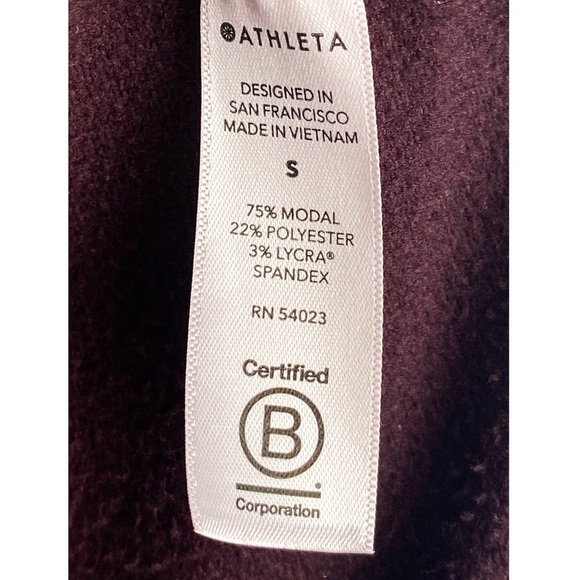 ATHLETA
DESIGNED IN
SAN FRANCISCO
MADE IN VIETNAM
S
75% MODAL
22% POLYESTER
3% LYCRA®
SPANDEX
RN 54023
Certified
B
®
Corporation